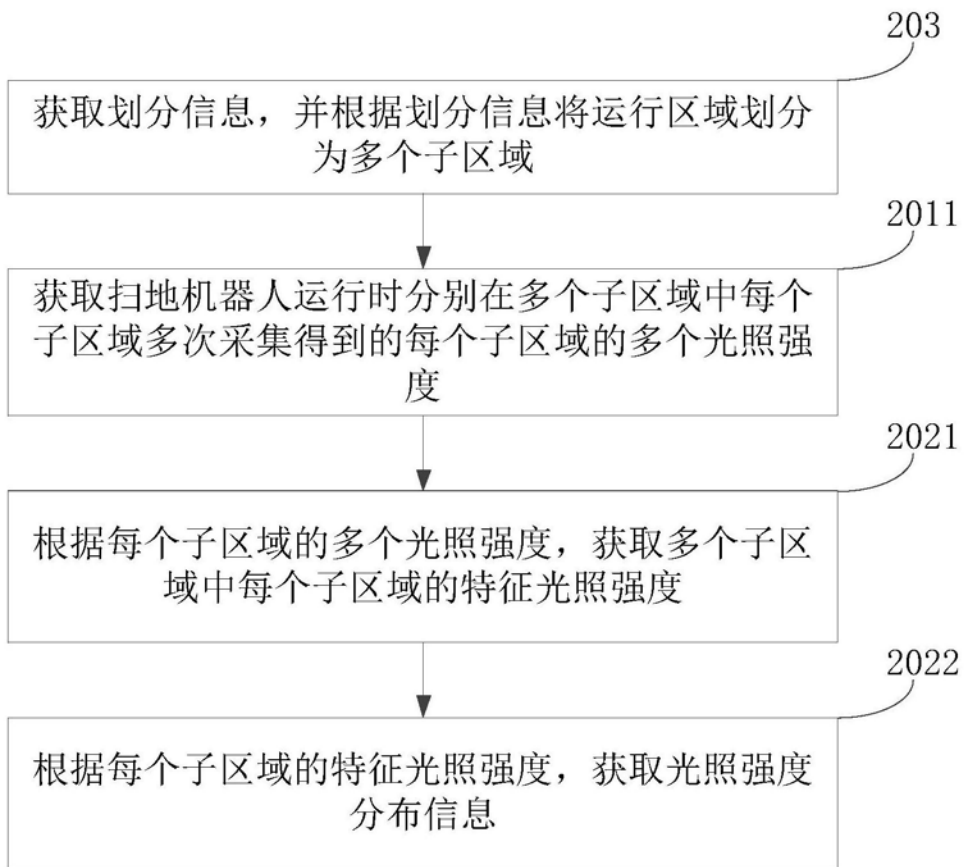 203
获取划分信息，并根据划分信息将运行区域划分
为多个子区域
2011
获取扫地机器人运行时分别在多个子区域中每个
子区域多次采集得到的每个子区域的多个光照强
度
2021
根据每个子区域的多个光照强度，获取多个子区
域中每个子区域的特征光照强度
2022
根据每个子区域的特征光照强度，获取光照强度
分布信息